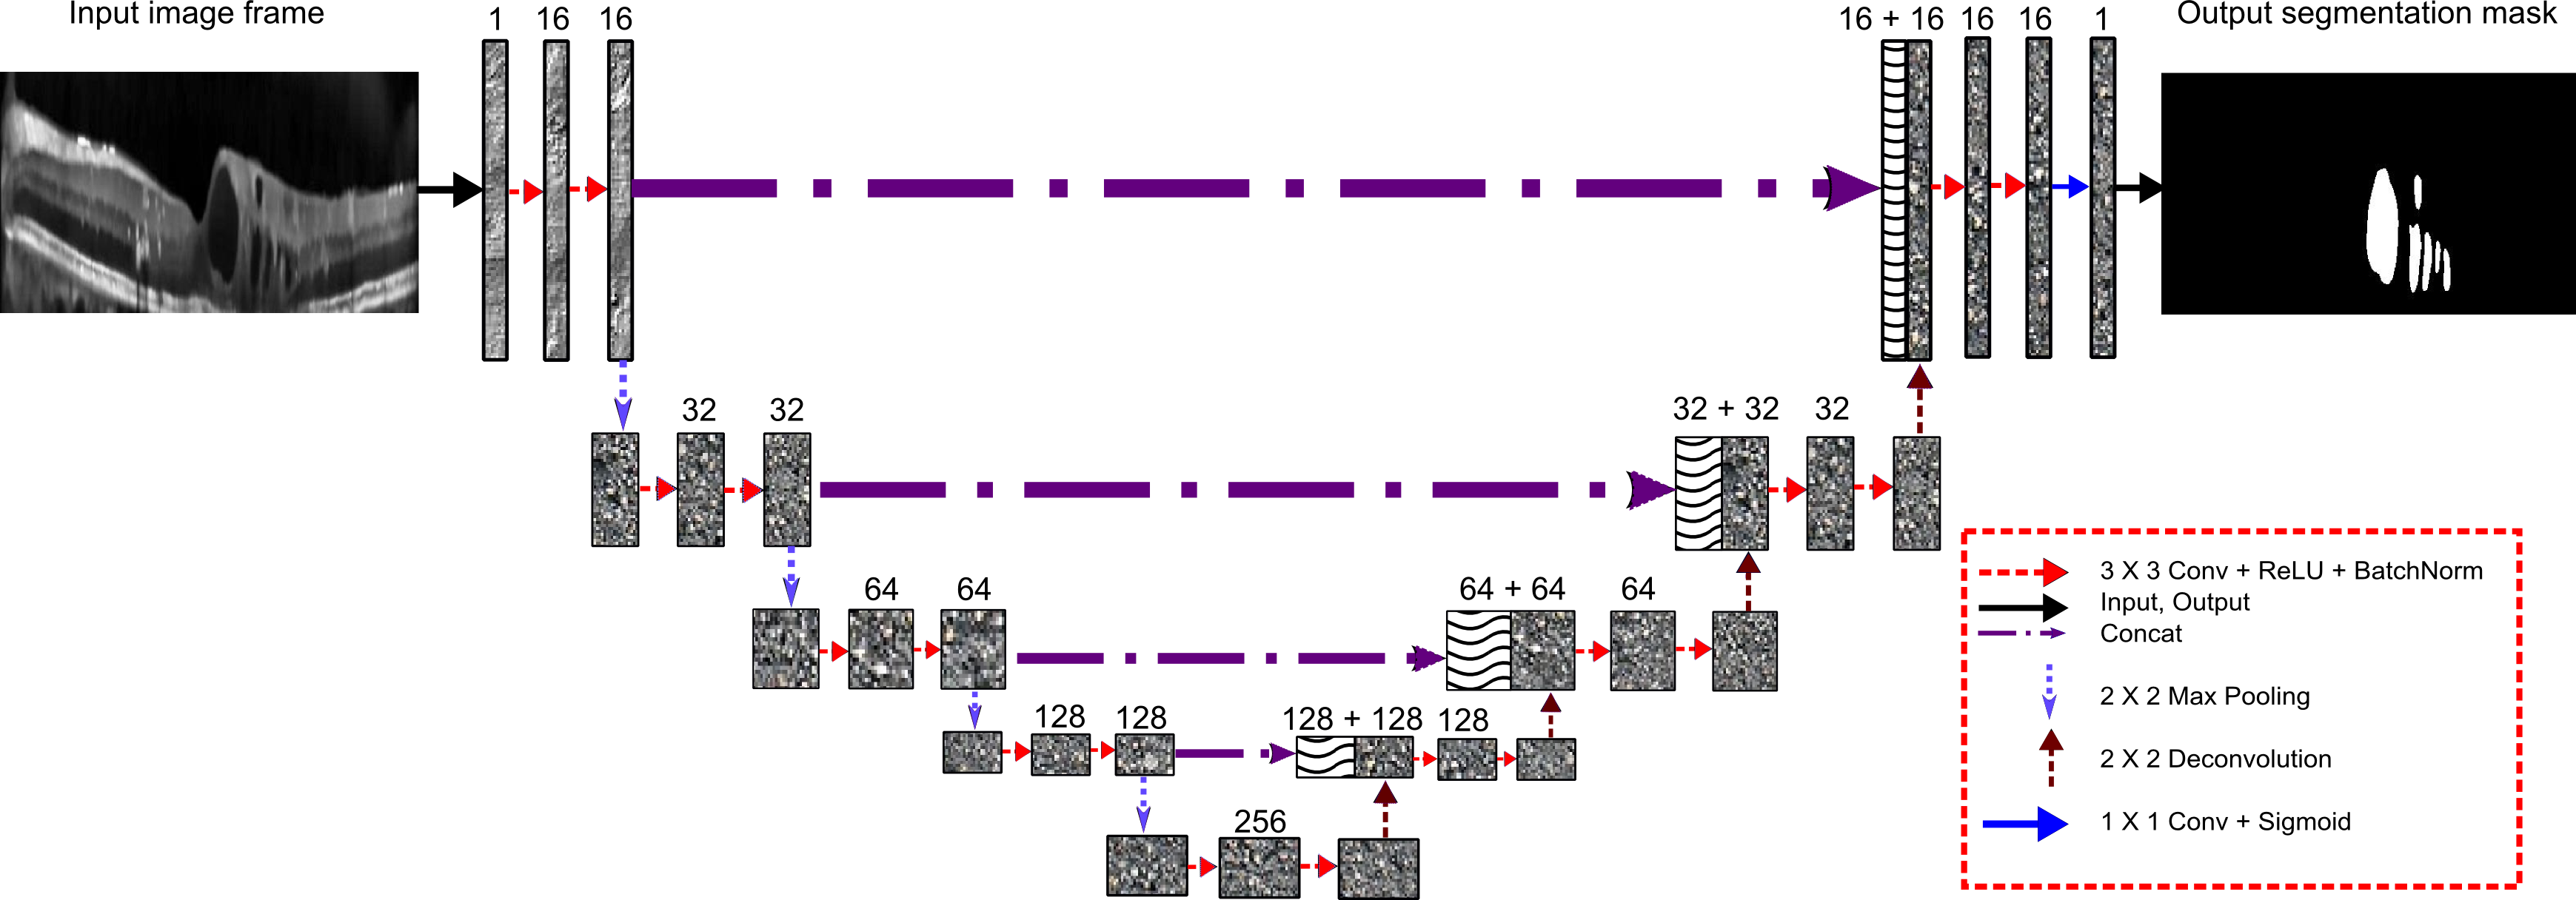 Input image frame
1 16 16
16 + 16 16 16 1
Output segmentation mask
32 32
32 + 32 32
64 64
64 + 64 64
128 128
128 + 128 128
256
3 X 3 Conv + ReLU + BatchNorm
Input, Output
Concat
2 X 2 Max Pooling
2 X 2 Deconvolution
1 X 1 Conv + Sigmoid